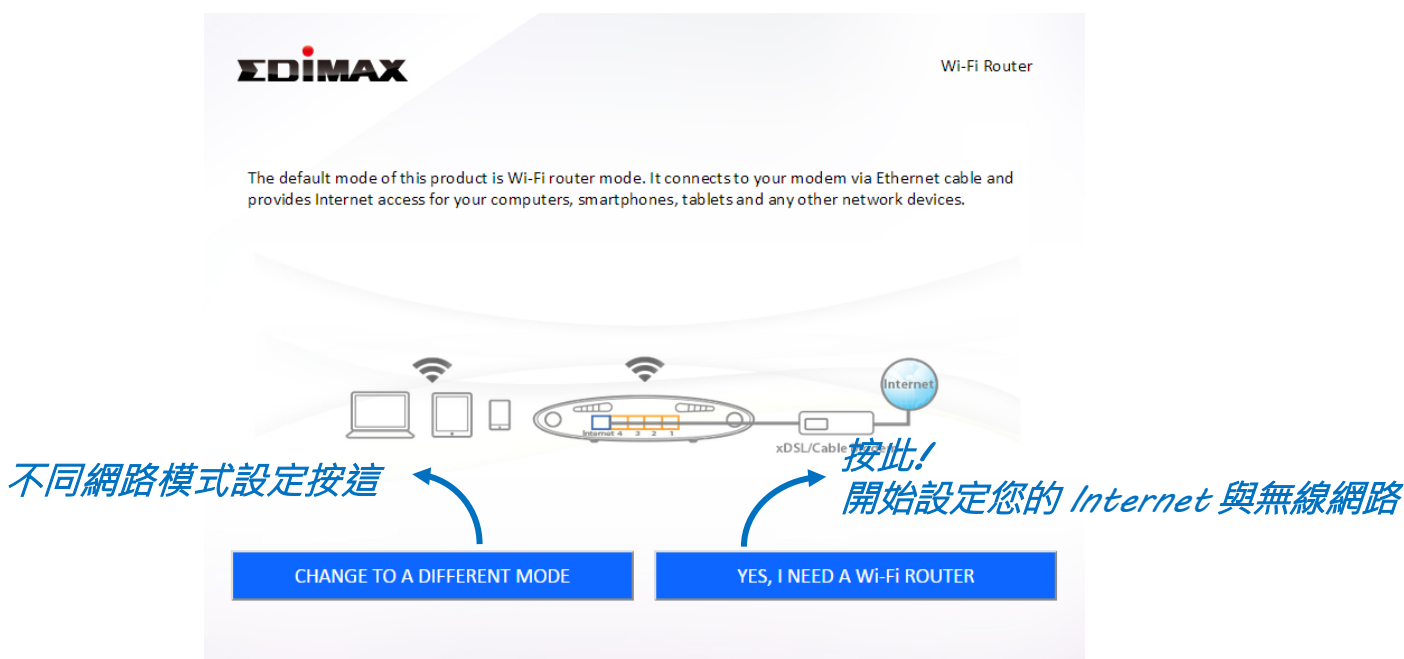 EDIMAX
Wi-Fi Router
The default mode of this product is Wi-Fi router mode. It connects to your modem via Ethernet cable and
provides Internet access for your computers, smartphones, tablets and any other network devices.
Internet
Internet 4 3 2 1
xDSL/Cable
按此!
不同網路模式設定按這
開始設定您的 Internet 與無線網路
CHANGE TO A DIFFERENT MODE
YES, I NEED A Wi-Fi ROUTER